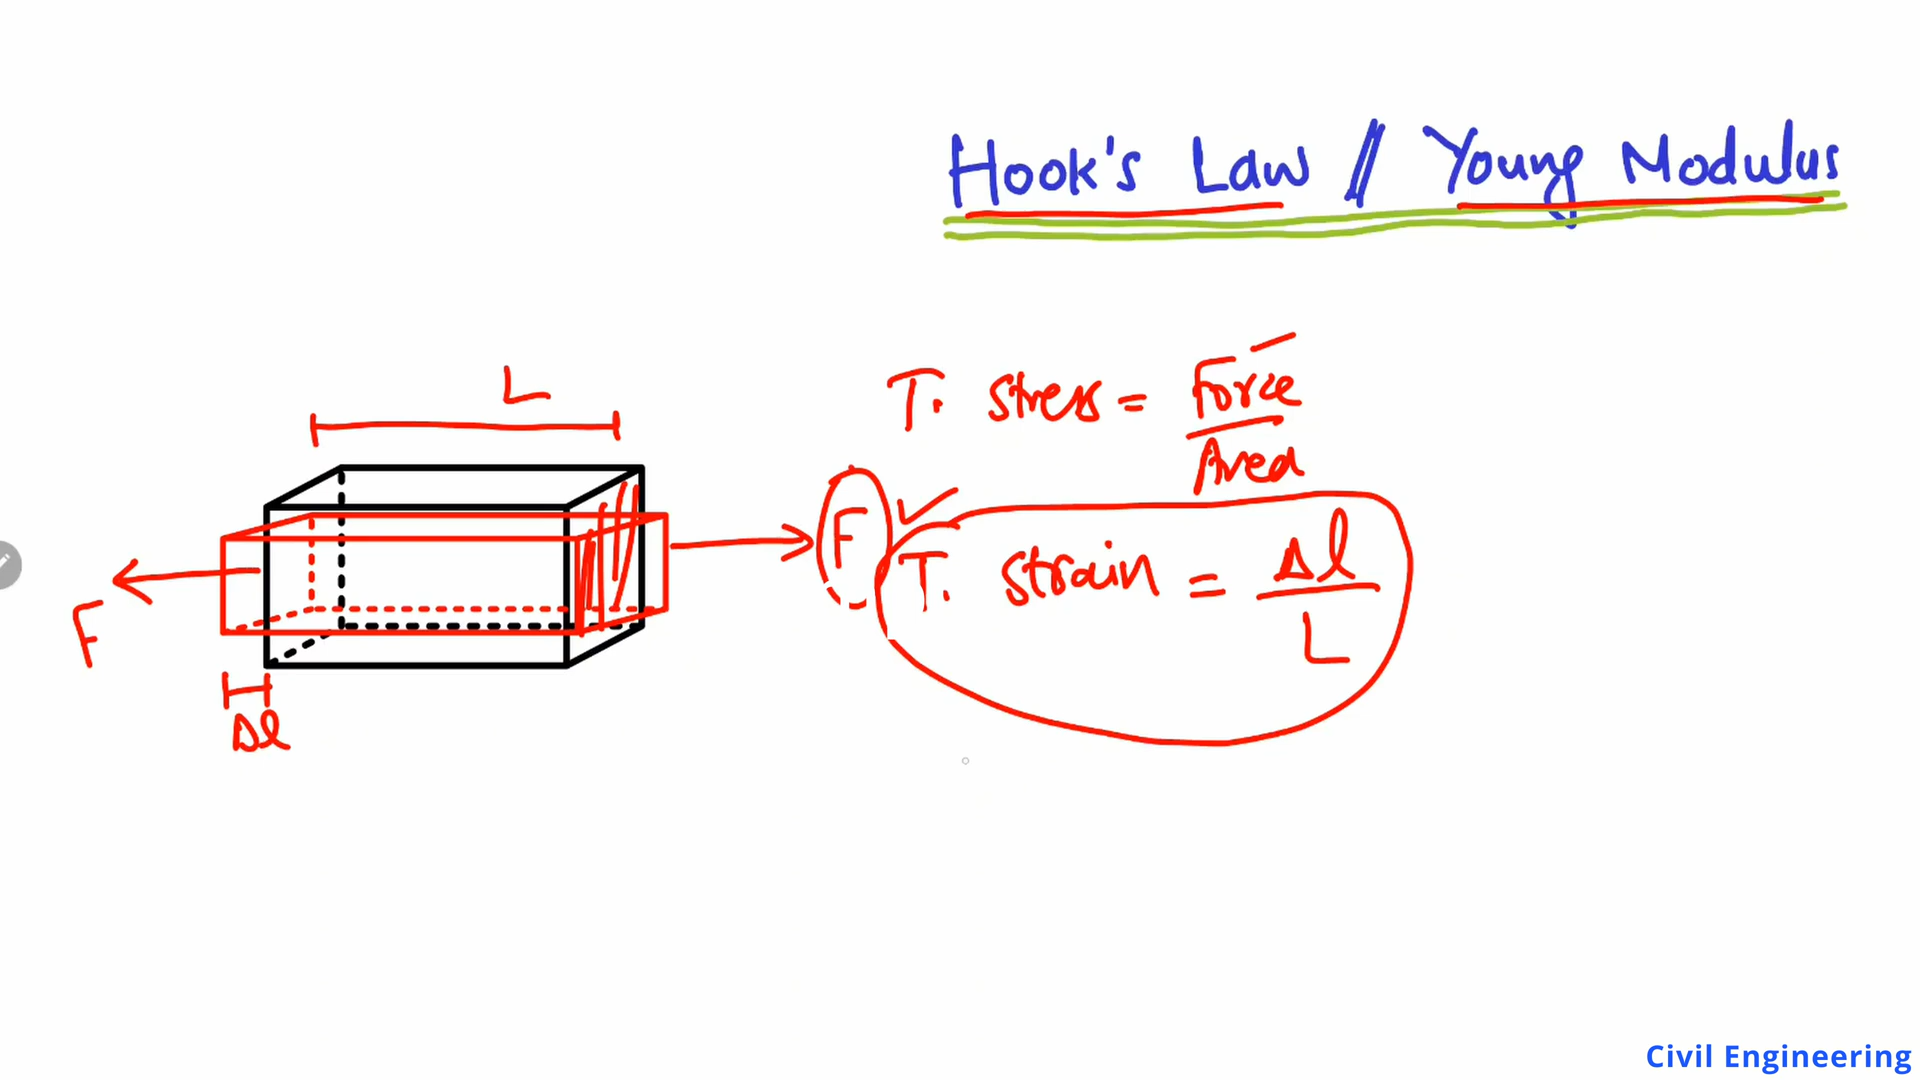 Hook's Law // Young Modulus
L
T. stress = Force
Area
F
T. strain = Δl
L
F
Δl
Civil Engineering